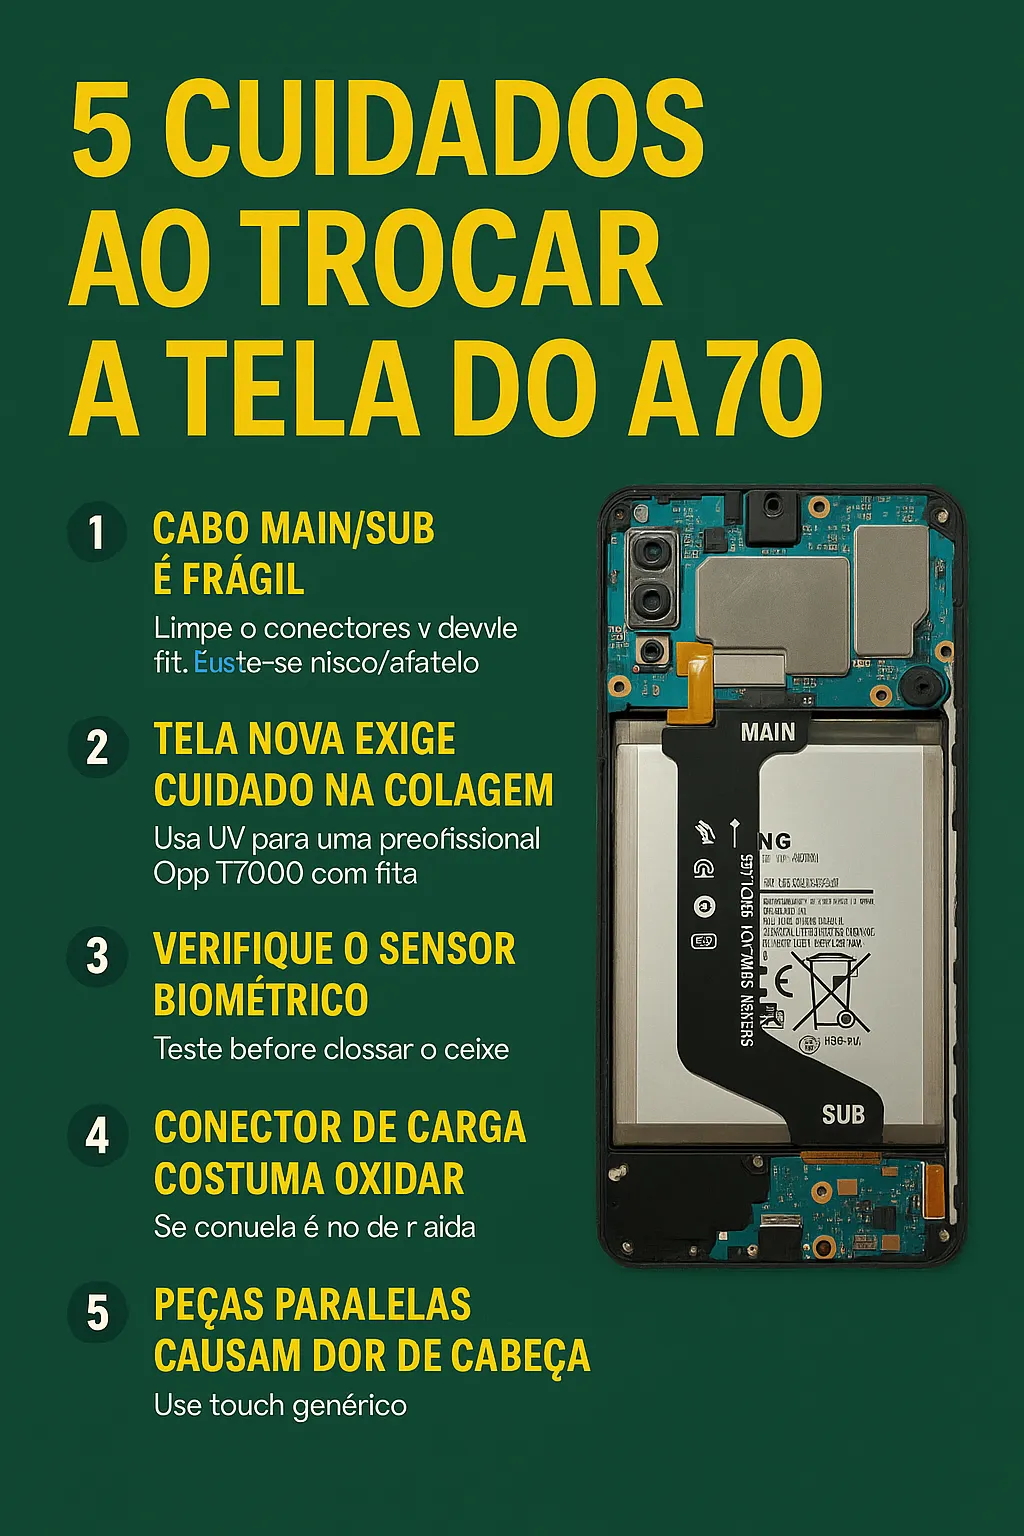 5 CUIDADOS
AO TROCAR
A TELA DO A70
1
CABO MAIN/SUB
É FRÁGIL
Limpe o conectores v devvle
fit. Euste-se nisco/afatelo
2
TELA NOVA EXIGE
CUIDADO NA COLAGEM
Usa UV para uma preofissional
Opp T7000 com fita
3
VERIFIQUE O SENSOR
BIOMÉTRICO
Teste before clossar o ceixe
4
CONECTOR DE CARGA
COSTUMA OXIDAR
Se conuela é no de r aida
5
PEÇAS PARALELAS
CAUSAM DOR DE CABEÇA
Use touch genérico
MAIN
NG
CE
SUB